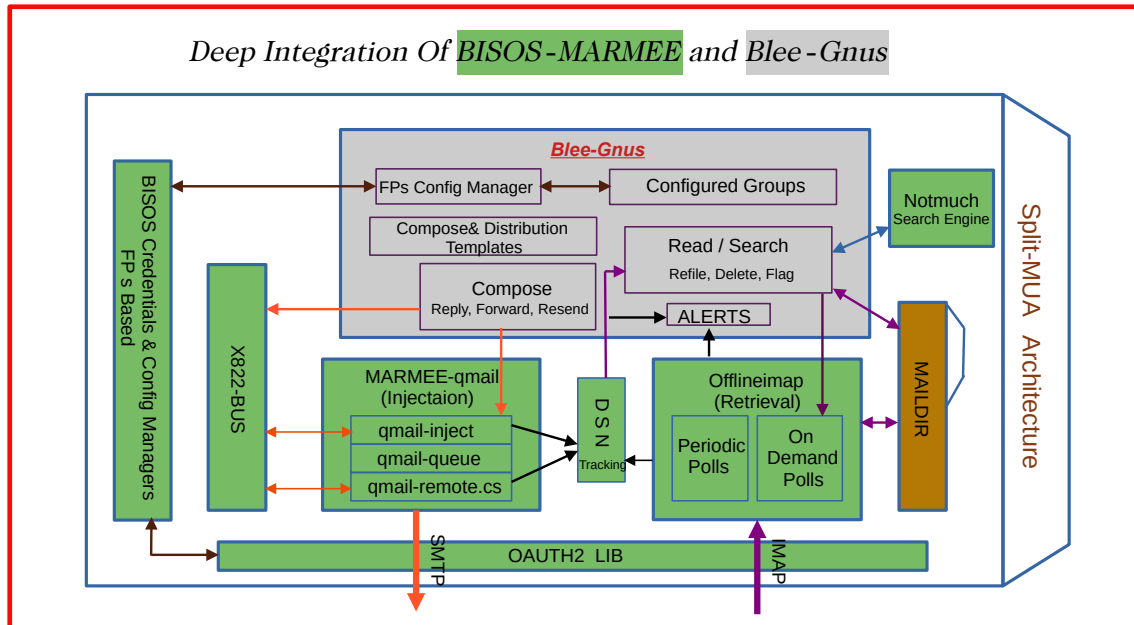 Deep Integration Of BISOS-MARMEE and Blee-Gnus
Blee-Gnus
FPs Config Manager
Configured Groups
Compose& Distribution
Templates
Read / Search
Refile, Delete, Flag
Compose
Reply, Forward, Resend
ALERTS
Notmuch
Search Engine
BISOS Credentials & Config Managers
FP s Based
X822-BUS
MARMEE-qmail
(Injectaion)
qmail-inject
qmail-queue
qmail-remote.cs
DSN
Tracking
Offlineimap
(Retrieval)
Periodic
Polls
On
Demand
Polls
MAILDIR
Split-MUA Architecture
OAUTH2 LIB
SMTP
IMAP